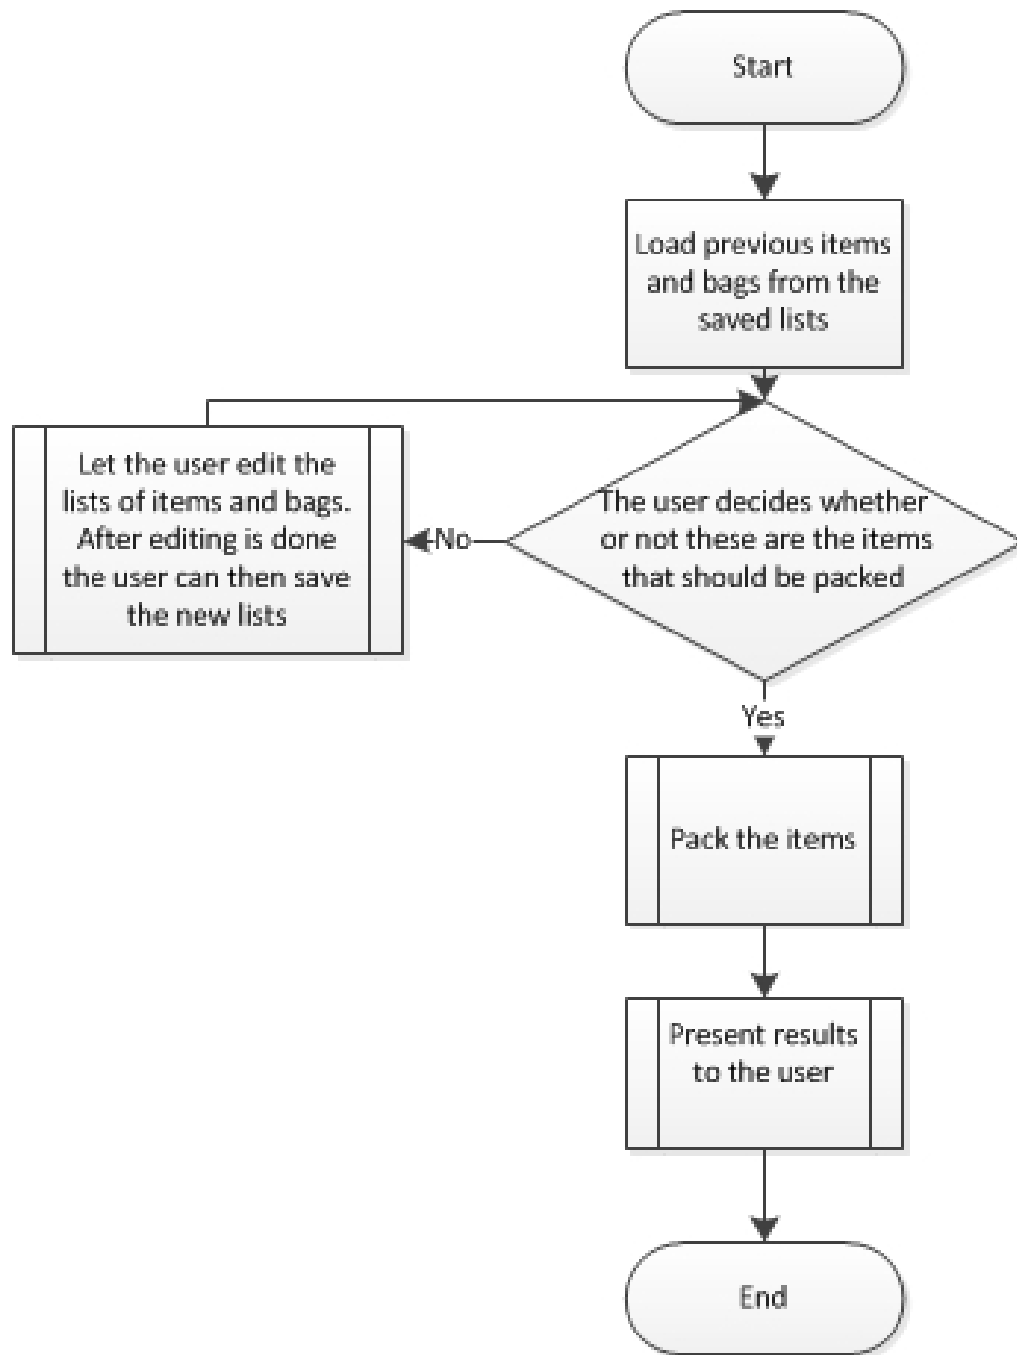 Start
Load previous items
and bags from the
saved lists
Let the user edit the
lists of items and bags.
After editing is done
the user can then save
the new lists
No
The user decides whether
or not these are the items
that should be packed
Yes
Pack the items
Present results
to the user
End